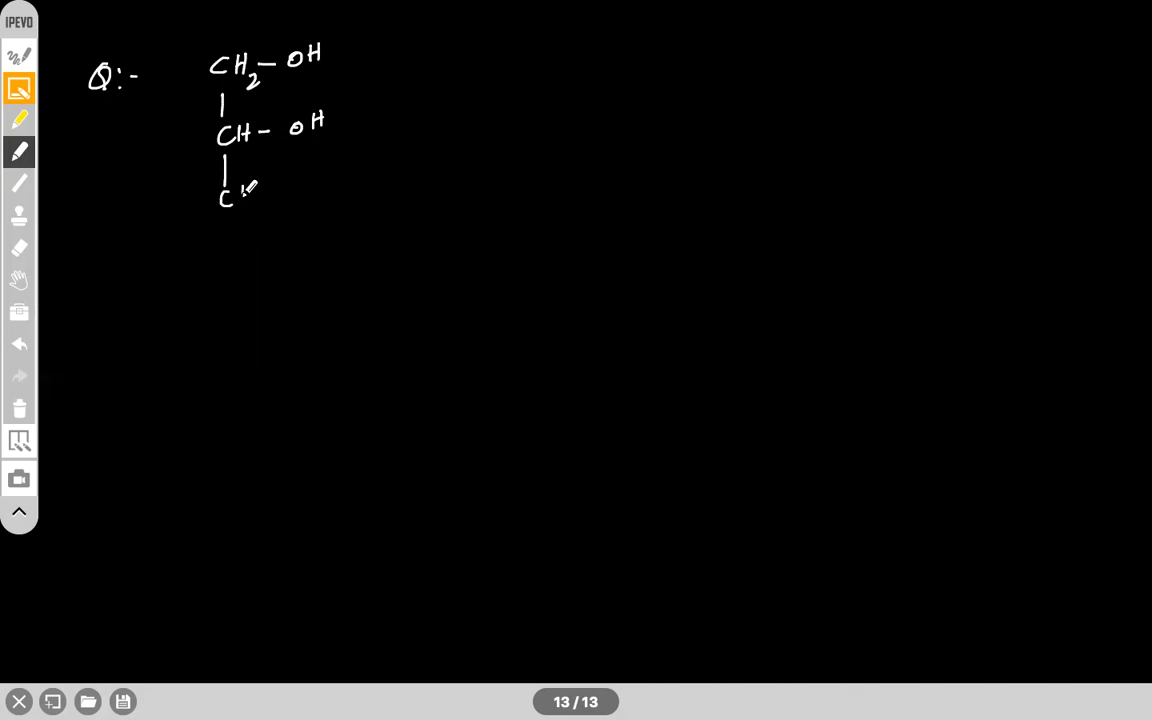 IPEVO
Q:- CH2 - OH
|
CH - OH
|
C
13 / 13